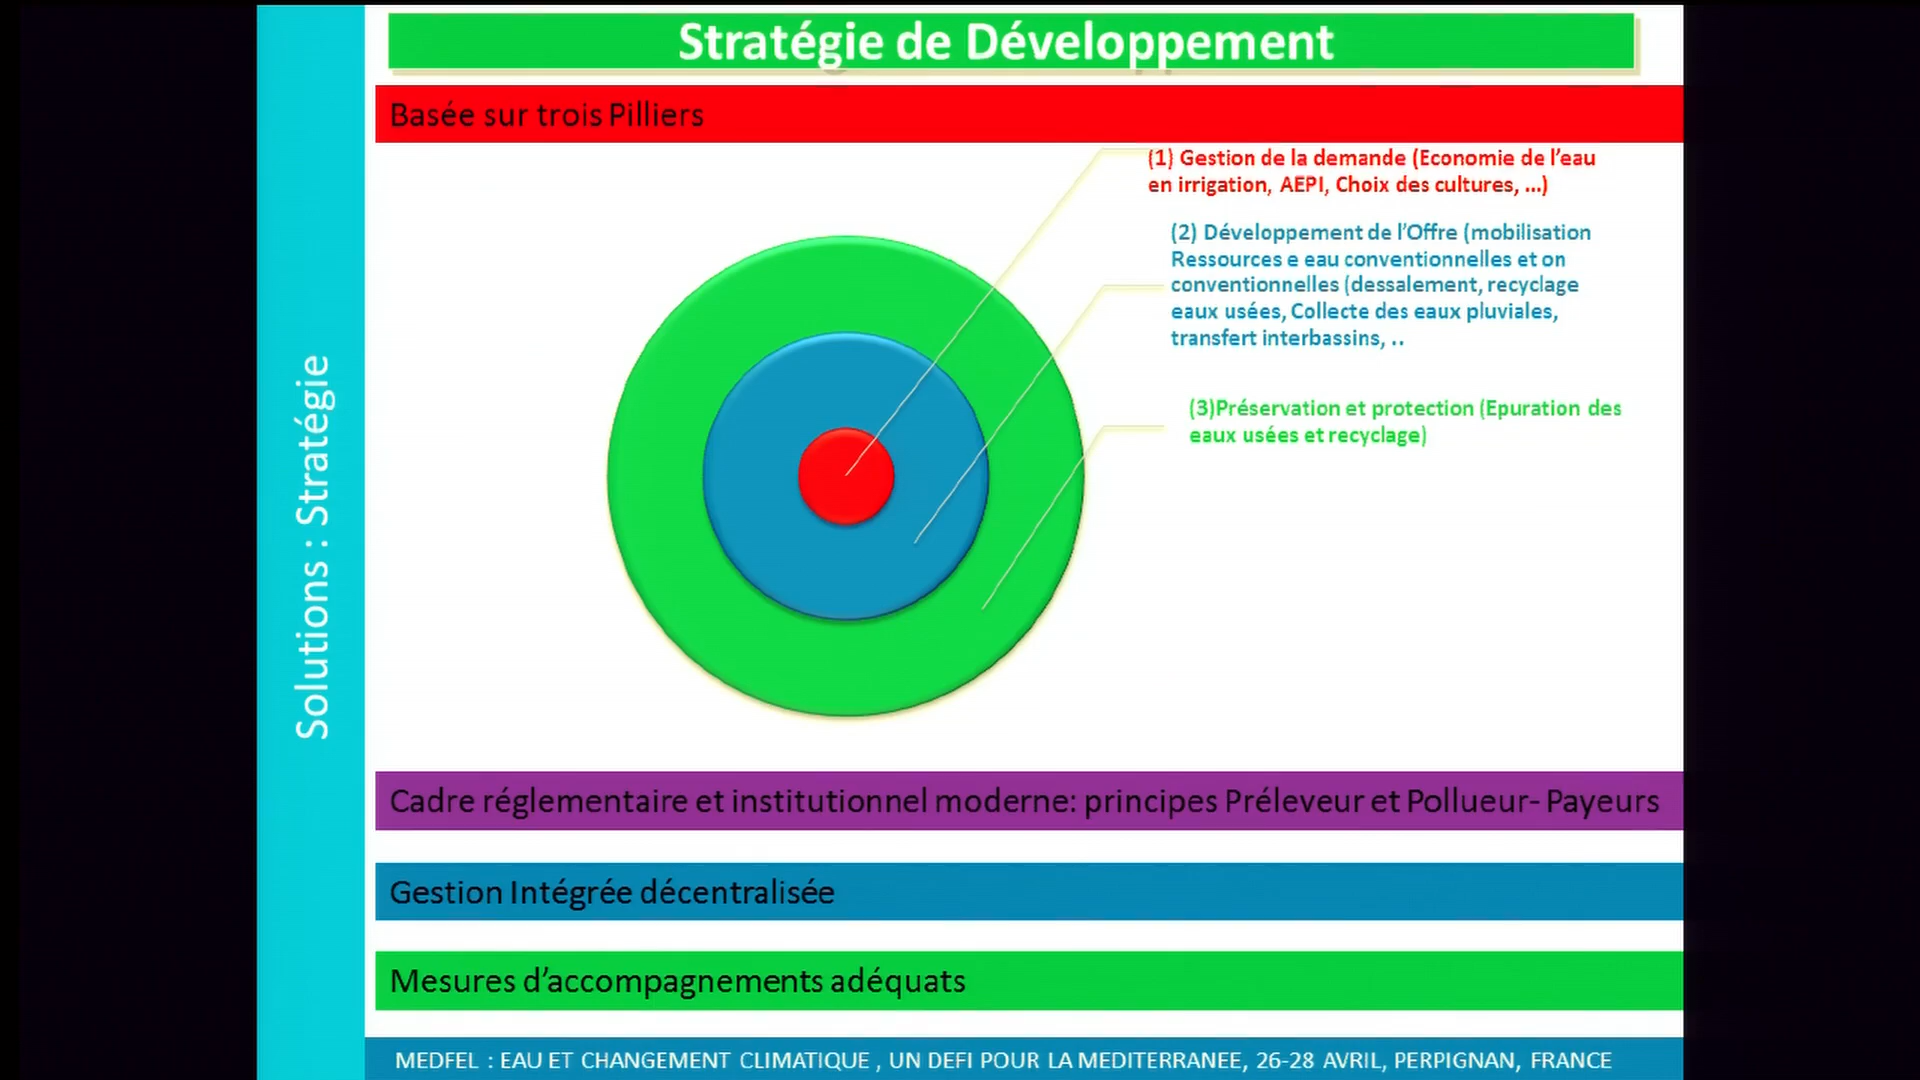 Stratégie de Développement
Basée sur trois Pilliers
(1) Gestion de la demande (Economie de l'eau
en irrigation, AEPI, Choix des cultures, ...)
(2) Développement de l'Offre (mobilisation
Ressources e eau conventionnelles et on
conventionnelles (dessalement, recyclage
eaux usées, Collecte des eaux pluviales,
transfert interbassins, ..
(3)Préservation et protection (Epuration des
eaux usées et recyclage)
Solutions : Stratégie
Cadre réglementaire et institutionnel moderne: principes Préleveur et Pollueur- Payeurs
Gestion Intégrée décentralisée
Mesures d'accompagnements adéquats
MEDFEL : EAU ET CHANGEMENT CLIMATIQUE , UN DEFI POUR LA MEDITERRANEE, 26-28 AVRIL, PERPIGNAN, FRANCE